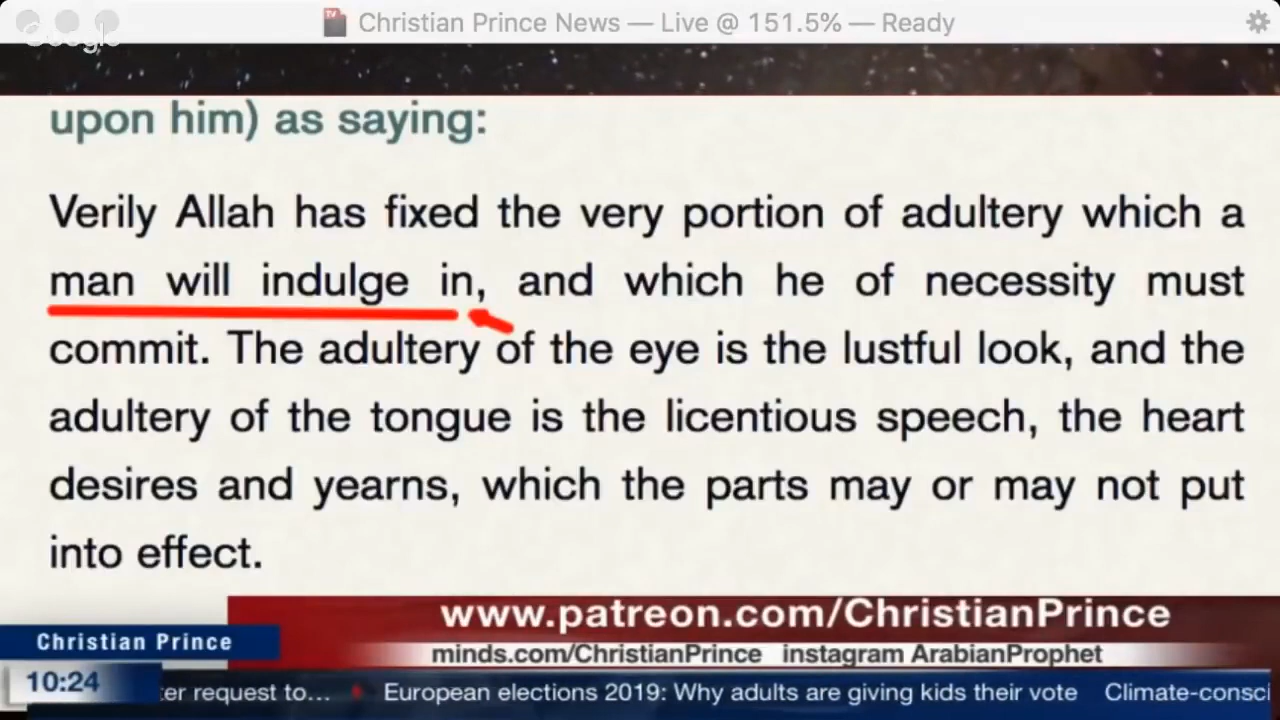 Christian Prince News — Live @ 151.5% — Ready
Google
upon him) as saying:
Verily Allah has fixed the very portion of adultery which a
man will indulge in, and which he of necessity must
commit. The adultery of the eye is the lustful look, and the
adultery of the tongue is the licentious speech, the heart
desires and yearns, which the parts may or may not put
into effect.
www.patreon.com/ChristianPrince
Christian Prince
minds.com/ChristianPrince instagram ArabianProphet
10:24
ter request to... European elections 2019: Why adults are giving kids their vote Climate-consci